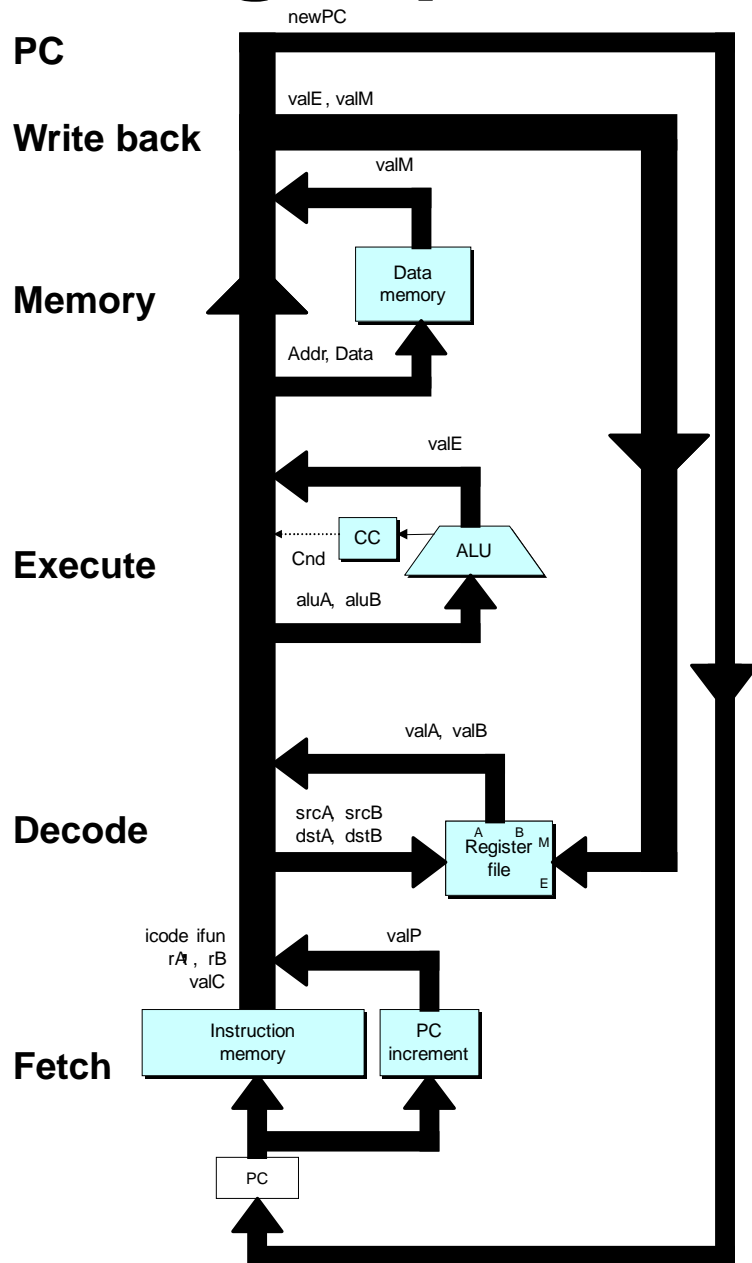 newPC
PC
valE, valM
Write back
valM
Data
memory
Memory
Addr, Data
valE
CC
ALU
Cnd
Execute
aluA, aluB
valA, valB
srcA, srcB
dstA, dstB
Decode
A B
Register M
file
E
icode ifun
valP
rA, rB
valC
Instruction
memory
PC
increment
Fetch
PC